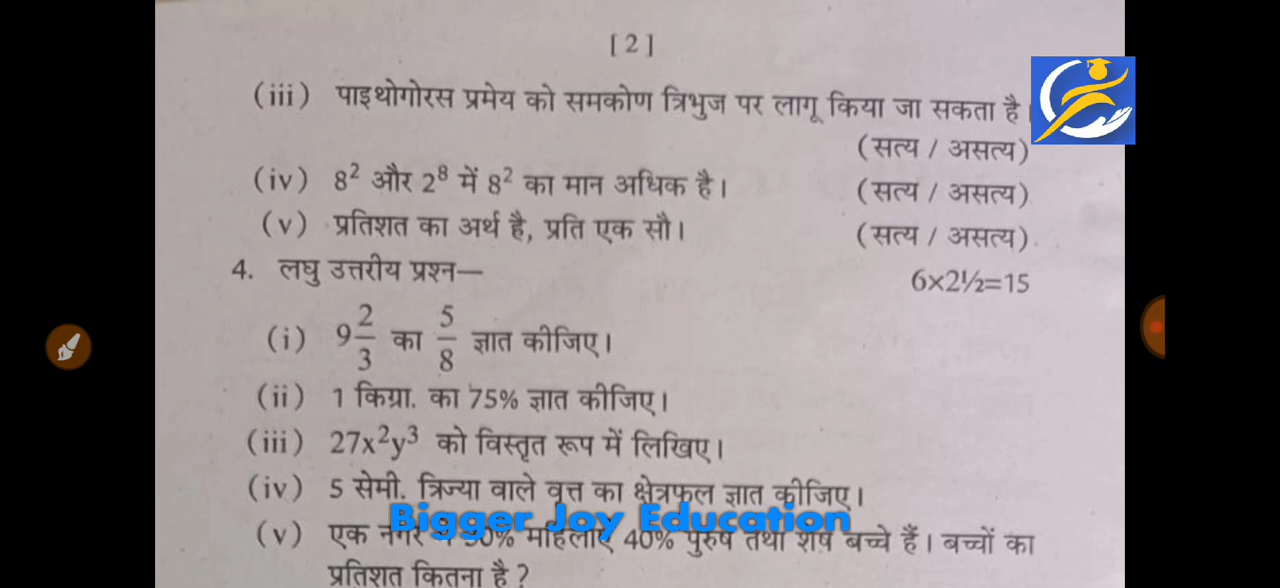 [ 2 ]
(iii) पाइथोगोरस प्रमेय को समकोण त्रिभुज पर लागू किया जा सकता है।
(सत्य / असत्य)
(iv) 8² और 2⁸ में 8² का मान अधिक है। (सत्य / असत्य)
(v) प्रतिशत का अर्थ है, प्रति एक सौ। (सत्य / असत्य)
4. लघु उत्तरीय प्रश्न— 6×2½=15
(i) 9 2/3 का 5/8 ज्ञात कीजिए।
(ii) 1 किग्रा. का 75% ज्ञात कीजिए।
(iii) 27x²y³ को विस्तृत रूप में लिखिए।
(iv) 5 सेमी. त्रिज्या वाले वृत्त का क्षेत्रफल ज्ञात कीजिए।
Bigger Joy Education
(v) एक नगर महिलाएँ 40% पुरुष तथा शेष बच्चे हैं। बच्चों का
प्रतिशत कितना है ?